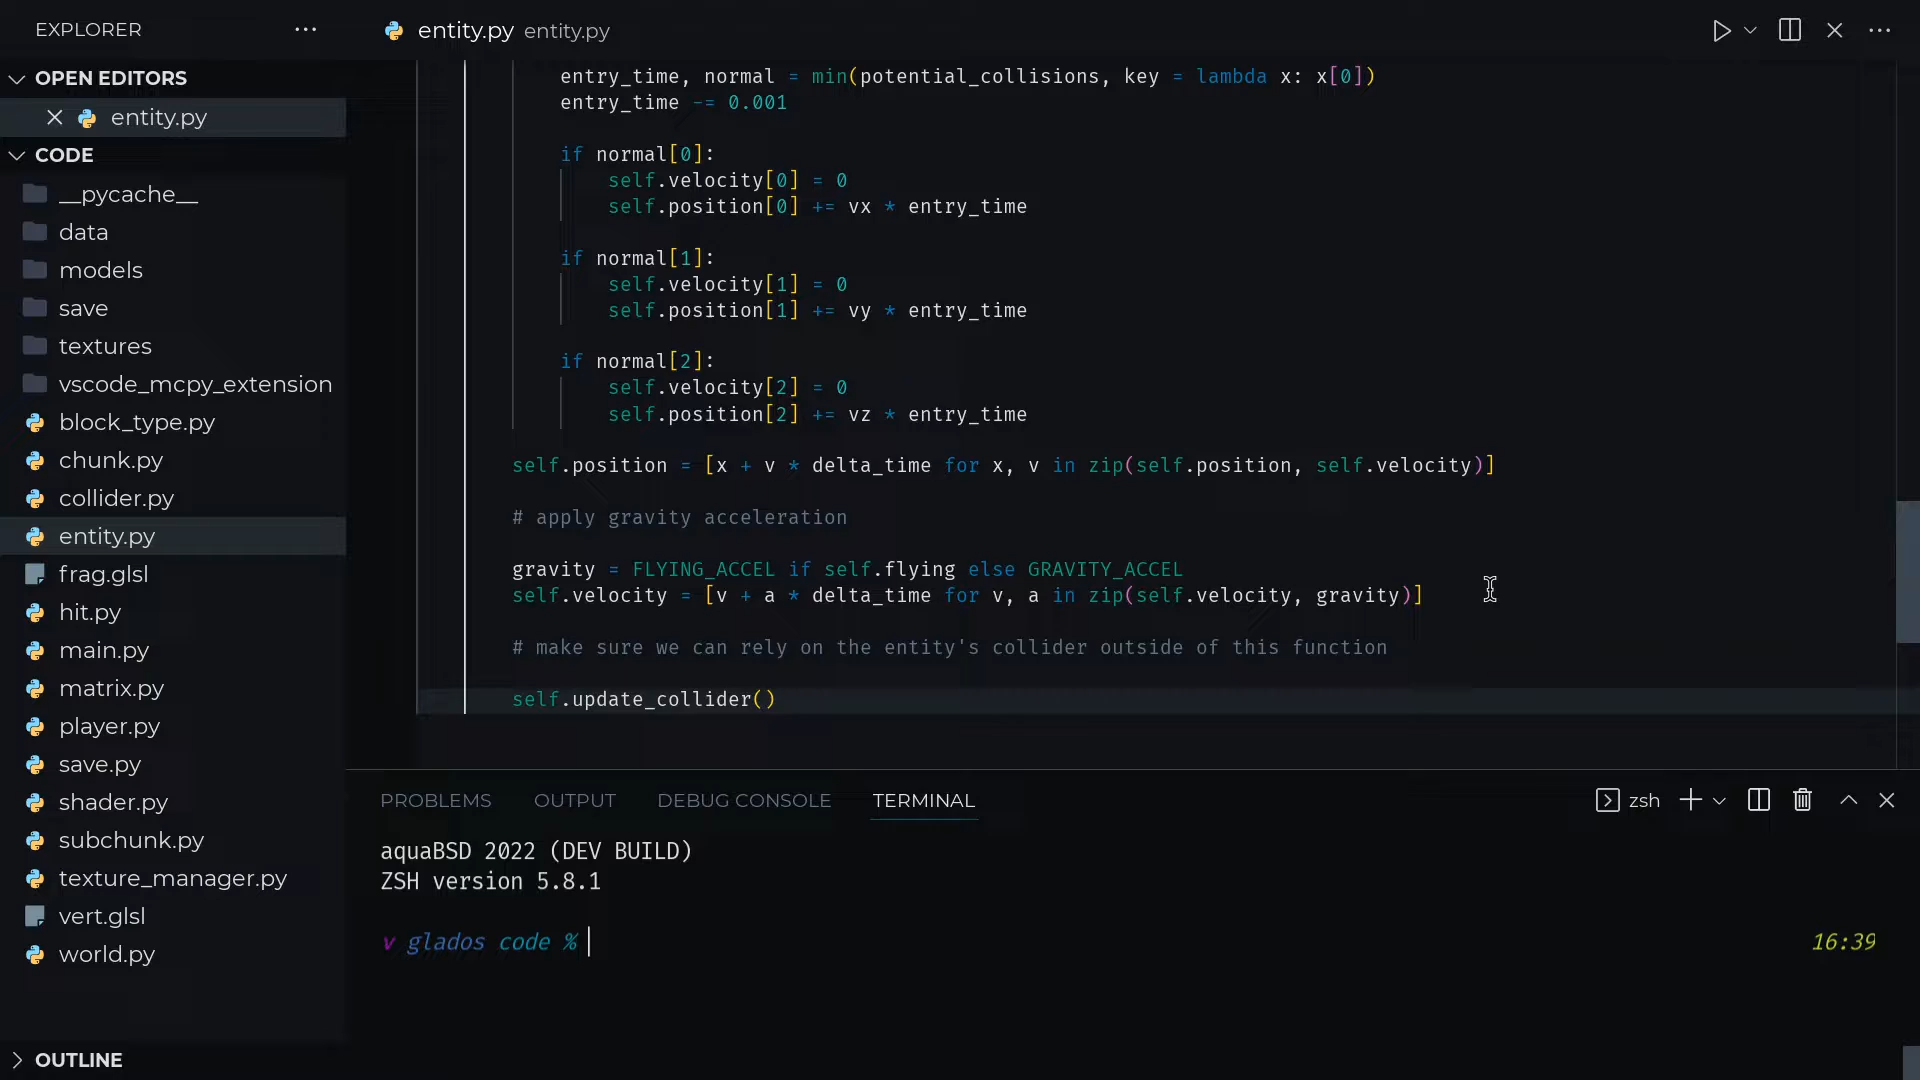 EXPLORER
OPEN EDITORS
entity.py
CODE
__pycache__
data
models
save
textures
vscode_mcpy_extension
block_type.py
chunk.py
collider.py
entity.py
frag.glsl
hit.py
main.py
matrix.py
player.py
save.py
shader.py
subchunk.py
texture_manager.py
vert.glsl
world.py
OUTLINE
entity.py entity.py
entry_time, normal = min(potential_collisions, key = lambda x: x[0])
entry_time -= 0.001
if normal[0]:
self.velocity[0] = 0
self.position[0] += vx * entry_time
if normal[1]:
self.velocity[1] = 0
self.position[1] += vy * entry_time
if normal[2]:
self.velocity[2] = 0
self.position[2] += vz * entry_time
self.position = [x + v * delta_time for x, v in zip(self.position, self.velocity)]
# apply gravity acceleration
gravity = FLYING_ACCEL if self.flying else GRAVITY_ACCEL
self.velocity = [v + a * delta_time for v, a in zip(self.velocity, gravity)]
# make sure we can rely on the entity's collider outside of this function
self.update_collider()
PROBLEMS OUTPUT DEBUG CONSOLE TERMINAL zsh
aquaBSD 2022 (DEV BUILD)
ZSH version 5.8.1
v glados code % 16:39